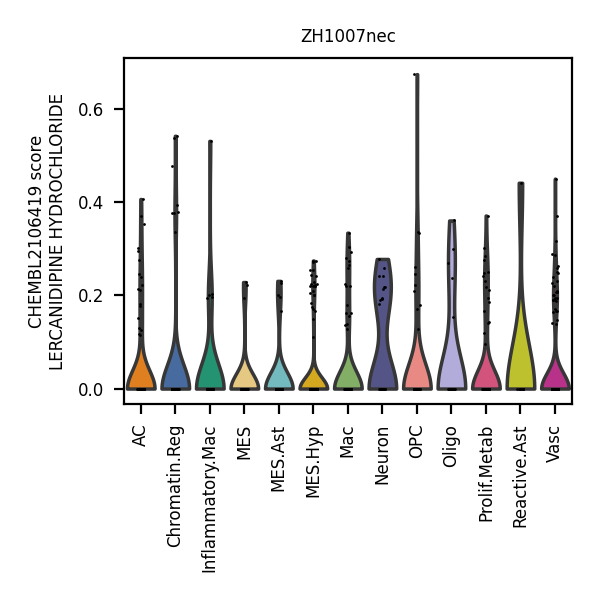 ZH1007nec
CHEMBL2106419 score
LERCANIDIPINE HYDROCHLORIDE
0.6
0.4
0.2
0.0
AC
Chromatin.Reg
Inflammatory.Mac
MES
MES.Ast
MES.Hyp
Mac
Neuron
OPC
Oligo
Prolif.Metab
Reactive.Ast
Vasc